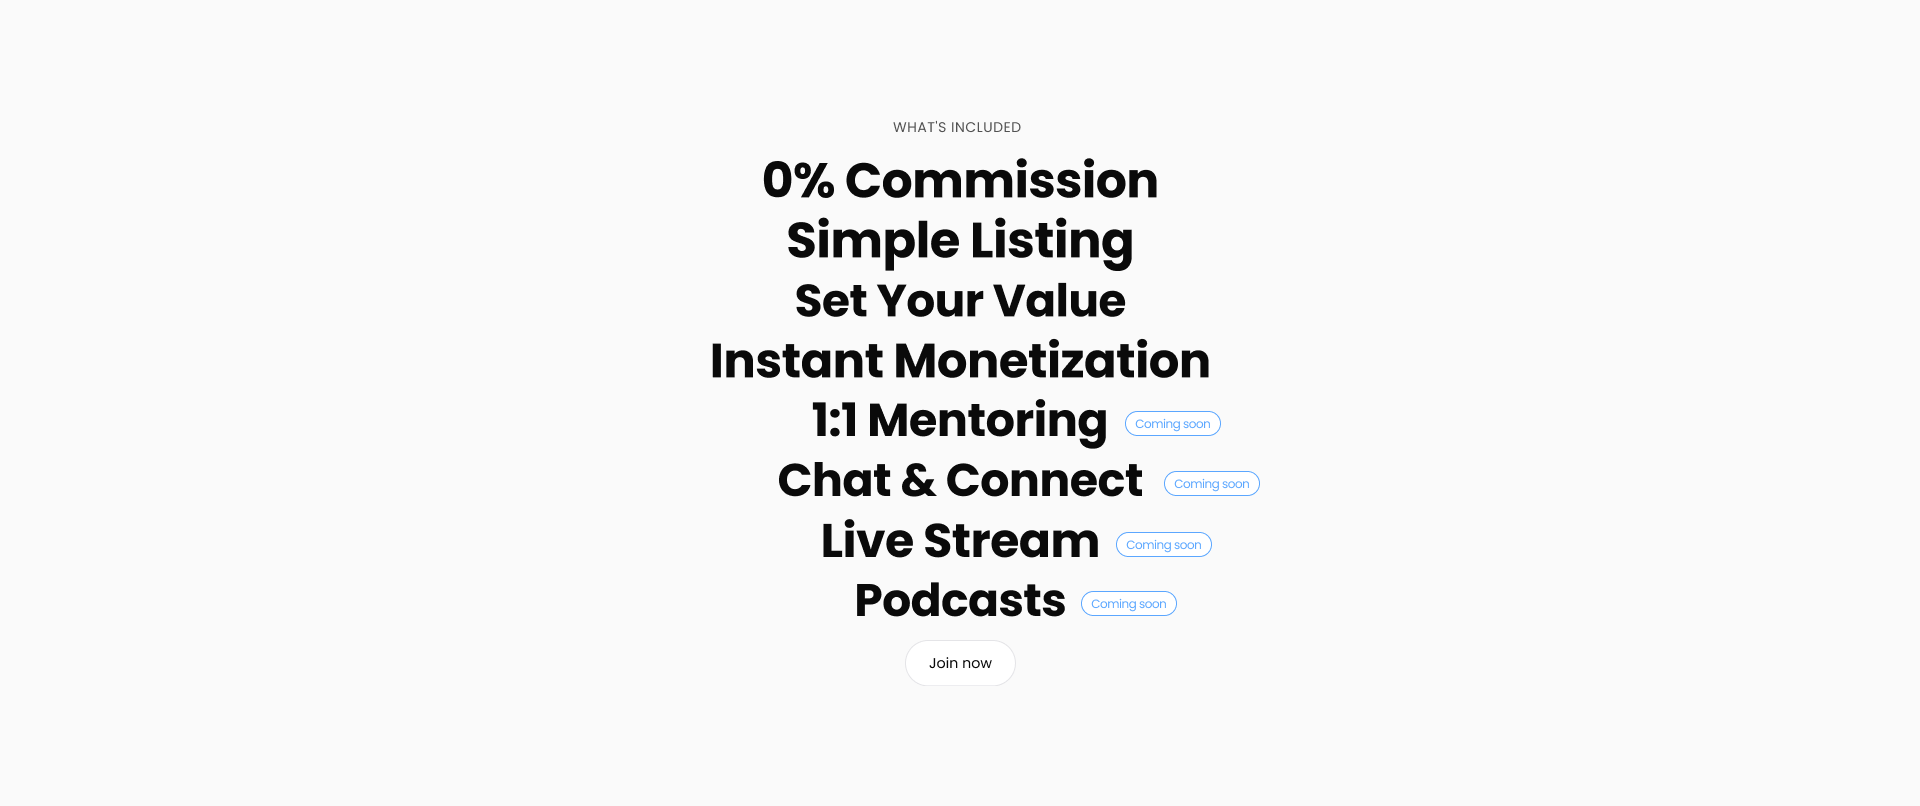 WHAT'S INCLUDED
0% Commission
Simple Listing
Set Your Value
Instant Monetization
1:1 Mentoring Coming soon
Chat & Connect Coming soon
Live Stream Coming soon
Podcasts Coming soon
Join now